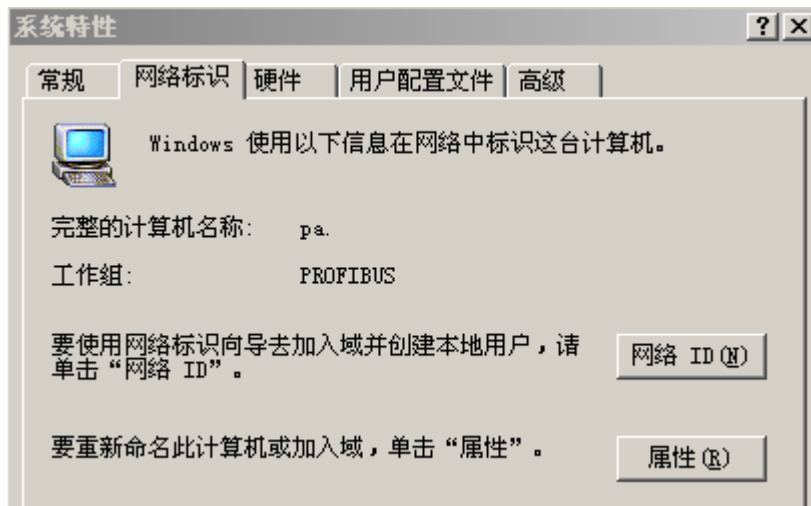 系统特性
常规 网络标识 硬件 用户配置文件 高级
Windows 使用以下信息在网络中标识这台计算机。
完整的计算机名称: pa.
工作组: PROFIBUS
要使用网络标识向导去加入域并创建本地用户，请
单击“网络 ID”。
网络 ID(N)
要重新命名此计算机或加入域，单击“属性”。
属性(R)